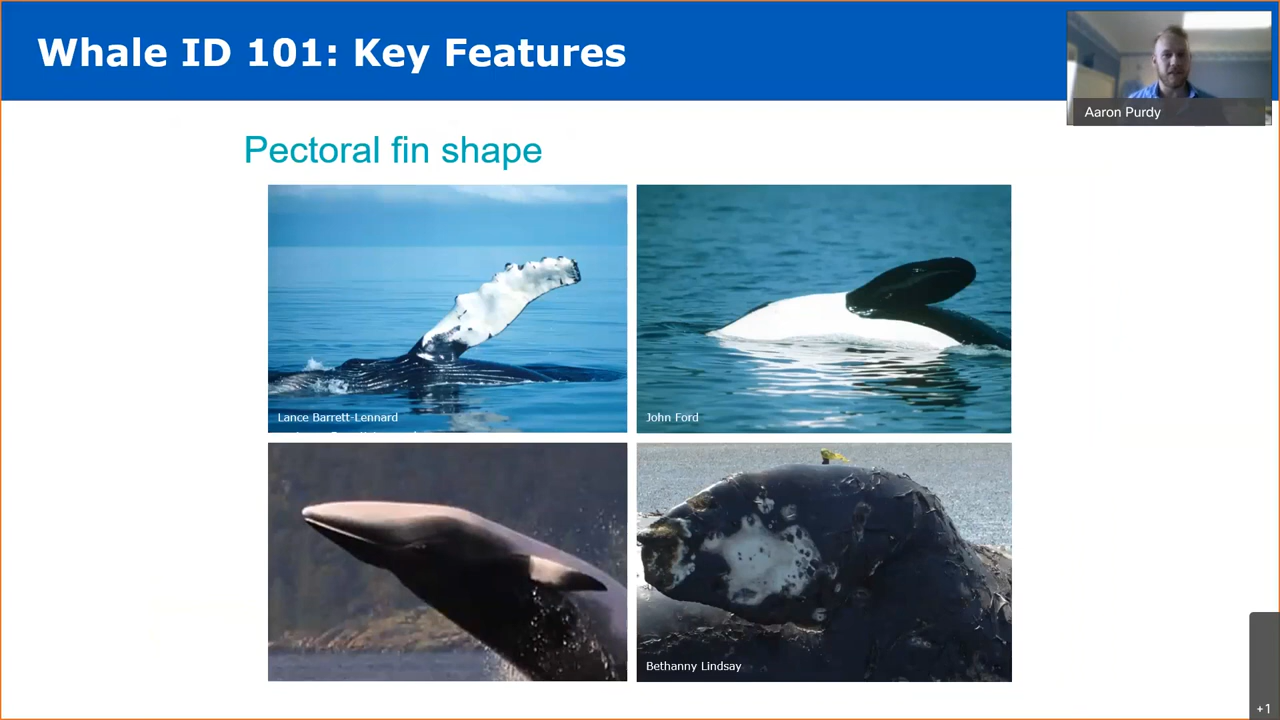 Whale ID 101: Key Features
Aaron Purdy
Pectoral fin shape
Lance Barrett-Lennard
John Ford
Bethanny Lindsay
+1